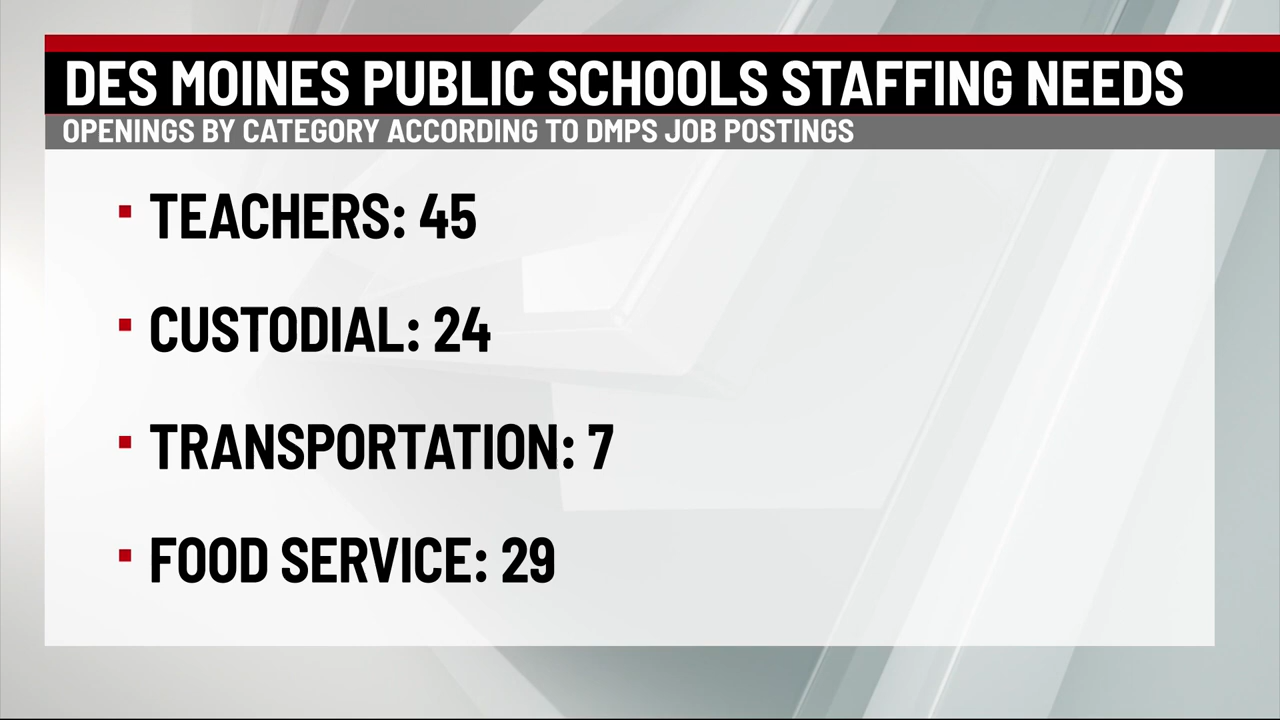 DES MOINES PUBLIC SCHOOLS STAFFING NEEDS
OPENINGS BY CATEGORY ACCORDING TO DMPS JOB POSTINGS
TEACHERS: 45
CUSTODIAL: 24
TRANSPORTATION: 7
FOOD SERVICE: 29